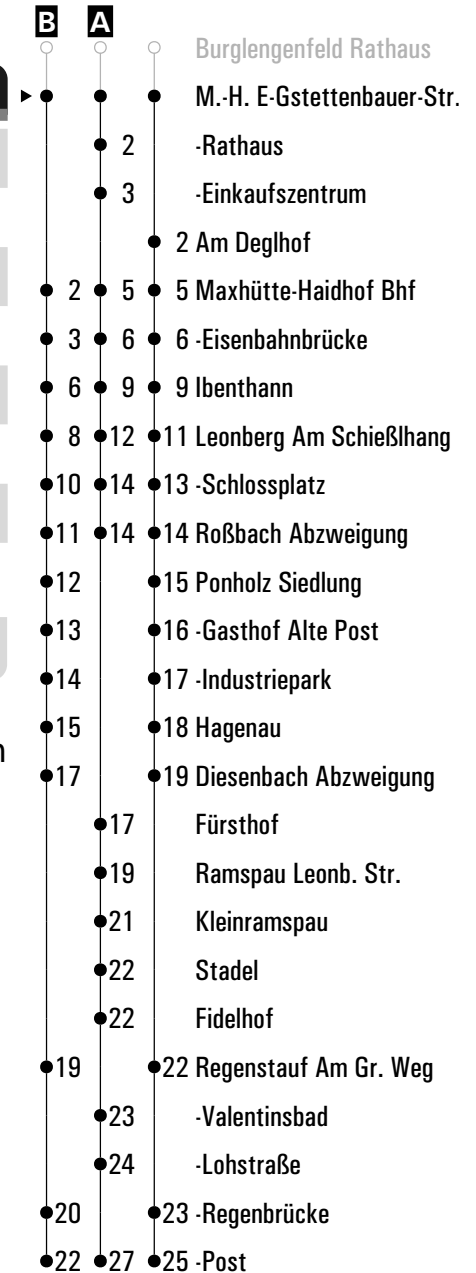 B A
Burglengenfeld Rathaus
M.-H. E-Gstettenbauer-Str.
2 -Rathaus
3 -Einkaufszentrum
2 Am Deglhof
2 5 5 Maxhütte-Haidhof Bhf
3 6 6 -Eisenbahnbrücke
6 9 9 Ibenthann
8 12 11 Leonberg Am Schießlhang
10 14 13 -Schlossplatz
11 14 14 Roßbach Abzweigung
12 15 Ponholz Siedlung
13 16 -Gasthof Alte Post
14 17 -Industriepark
15 18 Hagenau
17 19 Diesenbach Abzweigung
17 Fürsthof
19 Ramspau Leonb. Str.
21 Kleinramspau
22 Stadel
22 Fidelhof
19 22 Regenstauf Am Gr. Weg
23 -Valentinsbad
24 -Lohstraße
20 23 -Regenbrücke
22 27 25 -Post